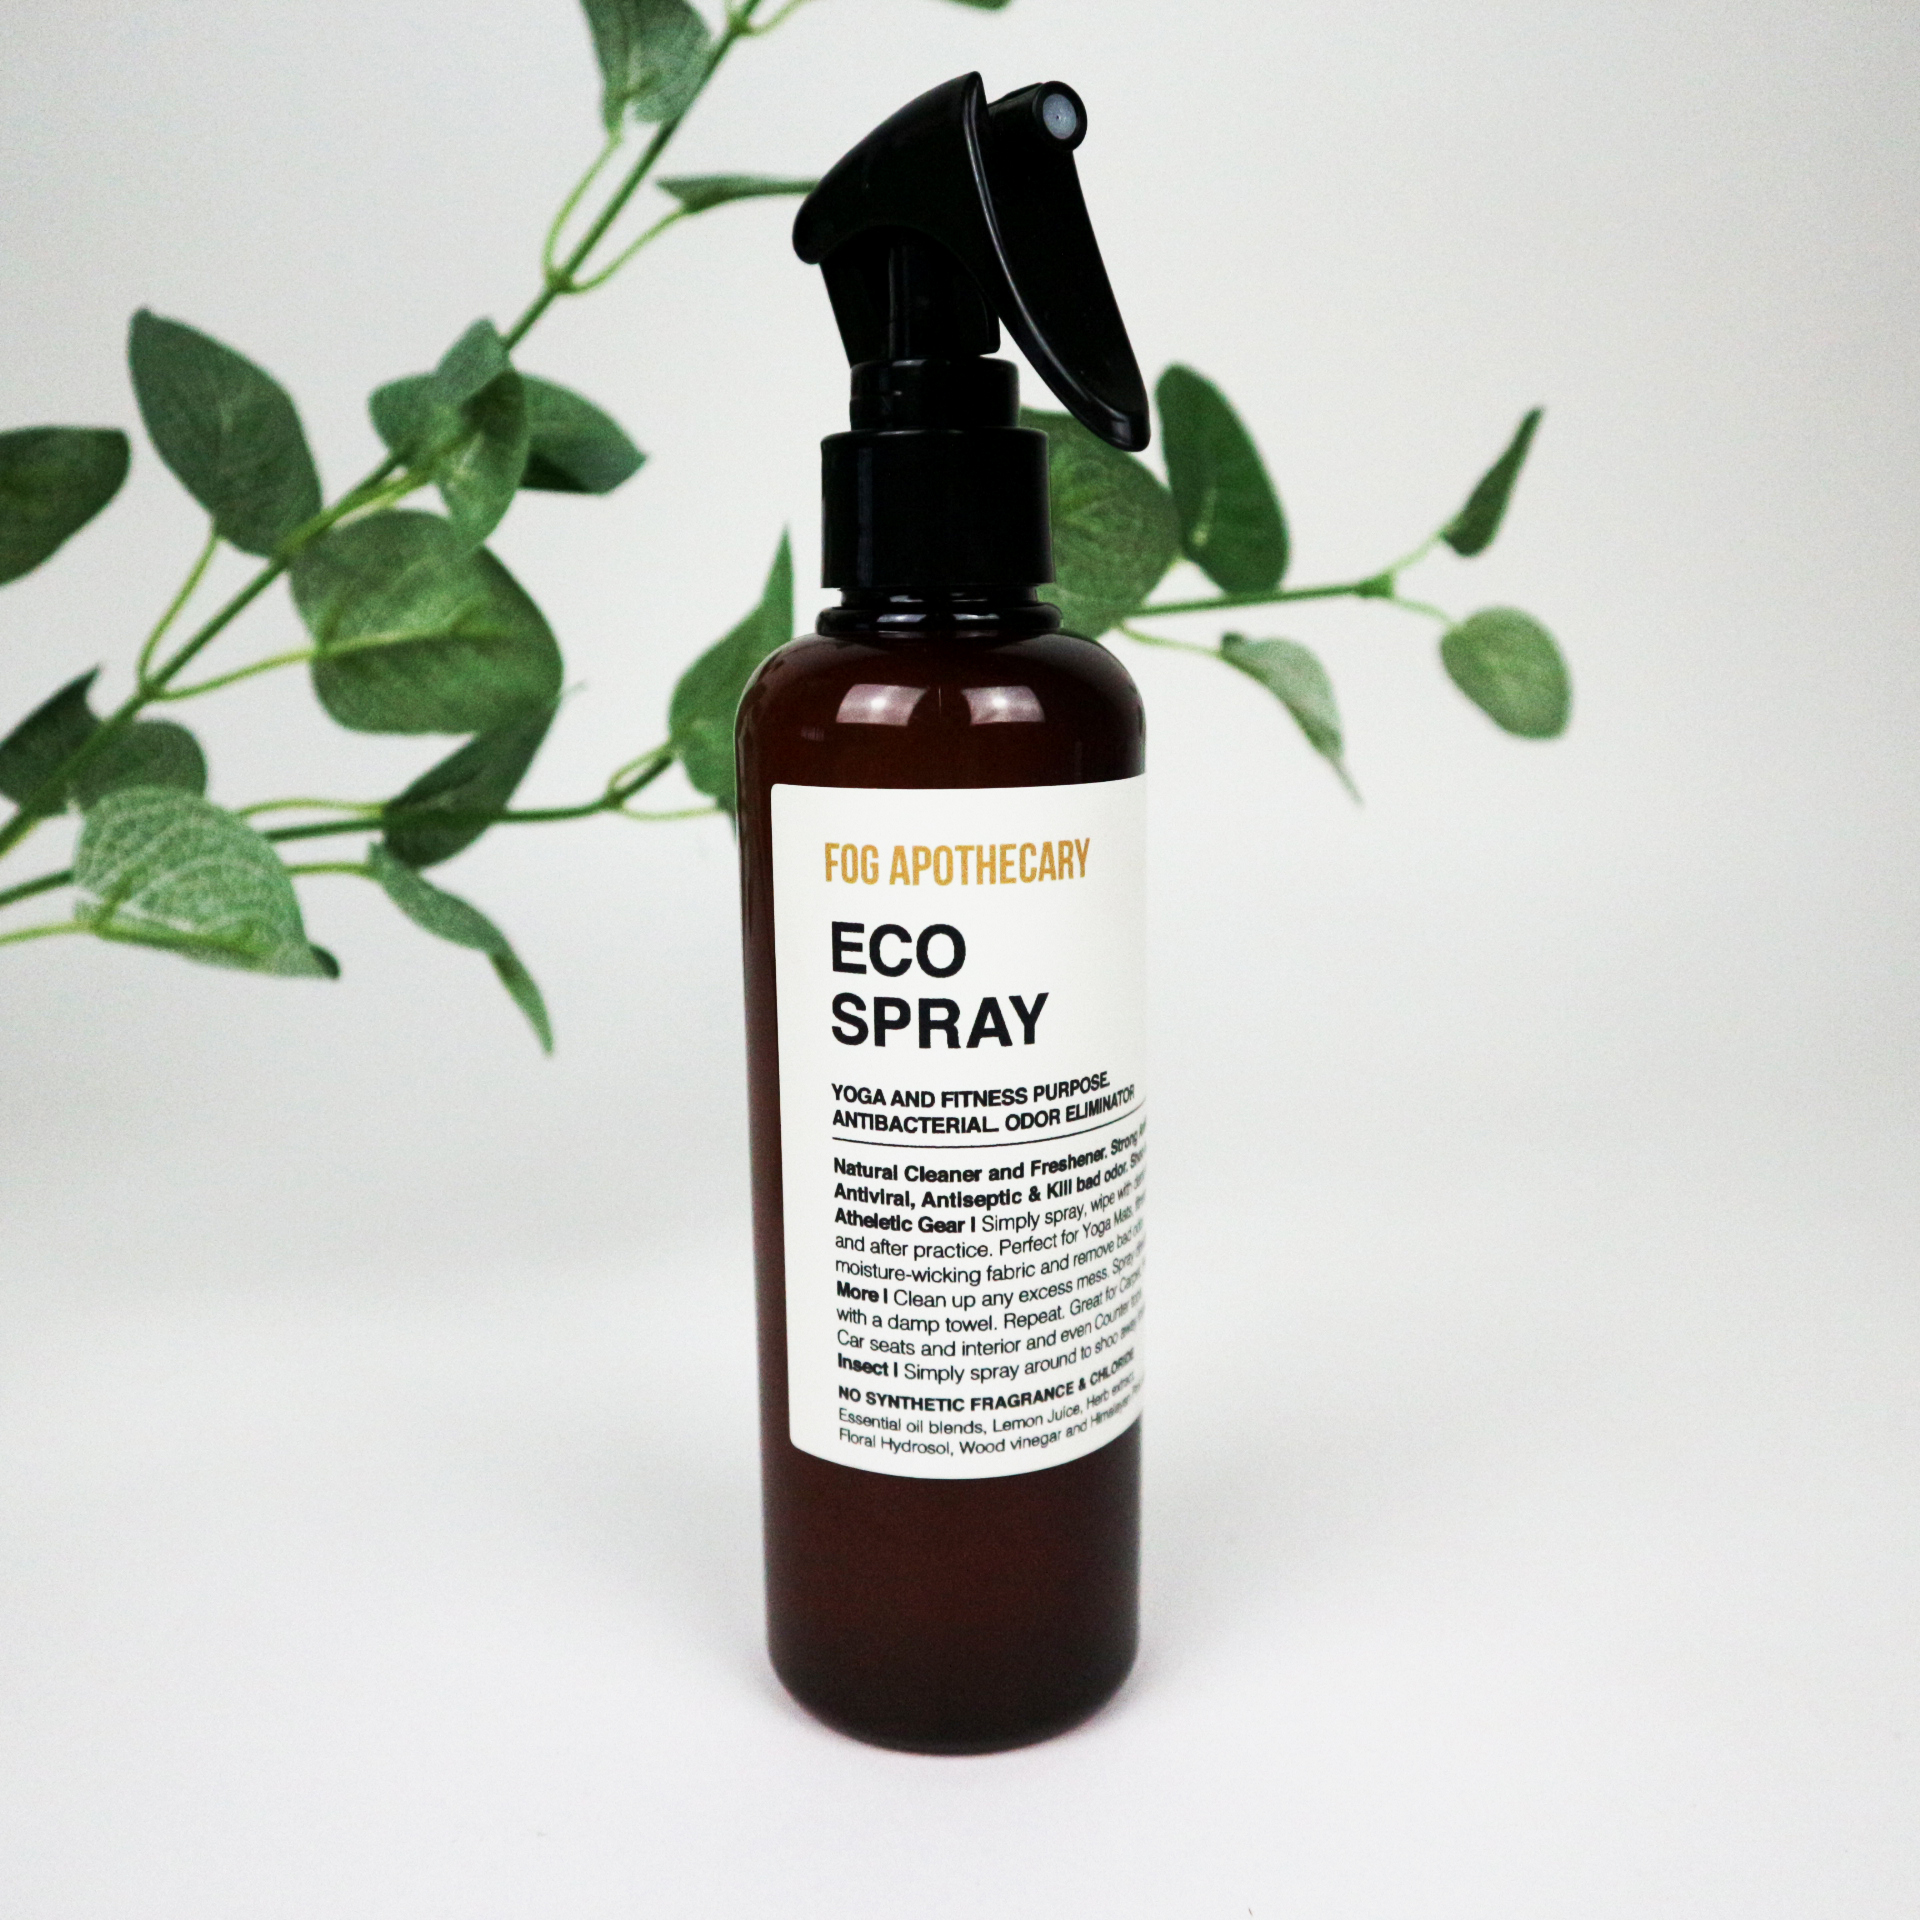 FOG APOTHECARY
ECO
SPRAY
YOGA AND FITNESS PURPOSE.
ANTIBACTERIAL. ODOR ELIMINATOR
Natural Cleaner and Freshener. Strong
Antiviral, Antiseptic & Kill bad odor.
Atheletic Gear | Simply spray, wipe with
and after practice. Perfect for Yoga Mats,
moisture-wicking fabric and remove bad
More | Clean up any excess mess. Spray
with a damp towel. Repeat. Great for Carpet,
Car seats and interior and even Counter
Insect | Simply spray around to shoo away
NO SYNTHETIC FRAGRANCE & CHLORIDE
Essential oil blends, Lemon Juice, Herb extract,
Floral Hydrosol, Wood vinegar and Himalayan